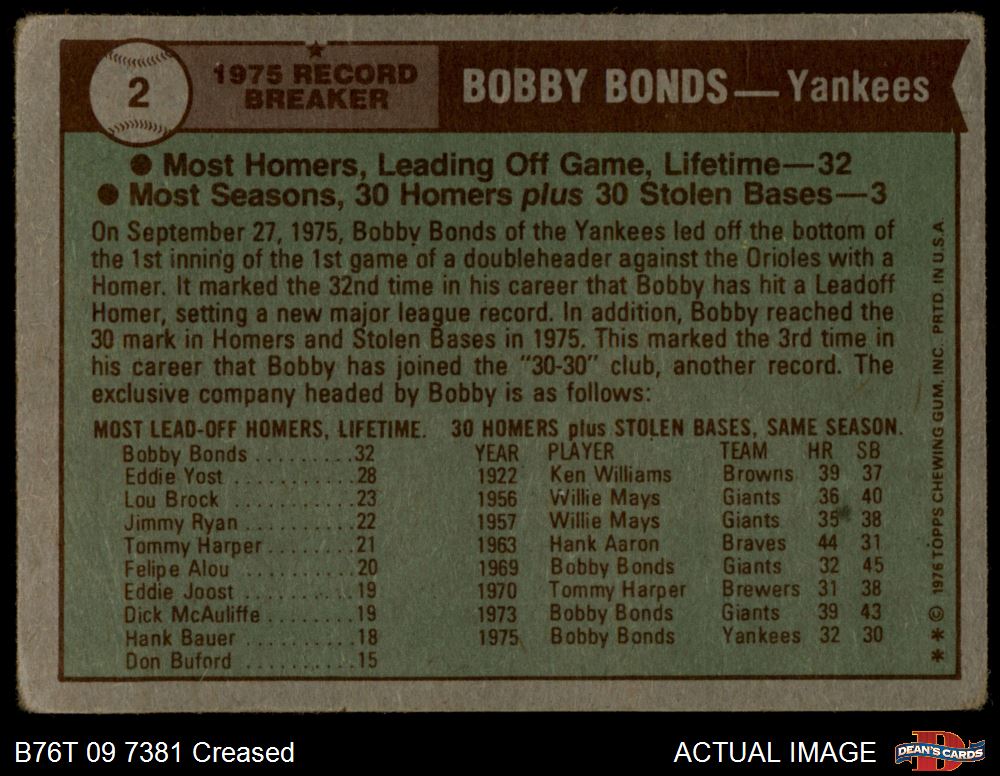 2
1975 RECORD
BREAKER
BOBBY BONDS—Yankees
● Most Homers, Leading Off Game, Lifetime—32
● Most Seasons, 30 Homers plus 30 Stolen Bases—3
On September 27, 1975, Bobby Bonds of the Yankees led off the bottom of
the 1st inning of the 1st game of a doubleheader against the Orioles with a
Homer. It marked the 32nd time in his career that Bobby has hit a Leadoff
Homer, setting a new major league record. In addition, Bobby reached the
30 mark in Homers and Stolen Bases in 1975. This marked the 3rd time in
his career that Bobby has joined the "30-30" club, another record. The
exclusive company headed by Bobby is as follows:
MOST LEAD-OFF HOMERS, LIFETIME.
Bobby Bonds .........32
Eddie Yost ...........28
Lou Brock ...........23
Jimmy Ryan ..........22
Tommy Harper........21
Felipe Alou ..........20
Eddie Joost ..........19
Dick McAuliffe ........19
Hank Bauer ..........18
Don Buford ..........15
30 HOMERS plus STOLEN BASES, SAME SEASON.
YEAR PLAYER TEAM HR SB
1922 Ken Williams Browns 39 37
1956 Willie Mays Giants 36 40
1957 Willie Mays Giants 35 38
1963 Hank Aaron Braves 44 31
1969 Bobby Bonds Giants 32 45
1970 Tommy Harper Brewers 31 38
1973 Bobby Bonds Giants 39 43
1975 Bobby Bonds Yankees 32 30
** © 1976 TOPPS CHEWING GUM, INC. PRTD. IN U.S.A.
B76T 09 7381 Creased
ACTUAL IMAGE
D
DEAN'S CARDS